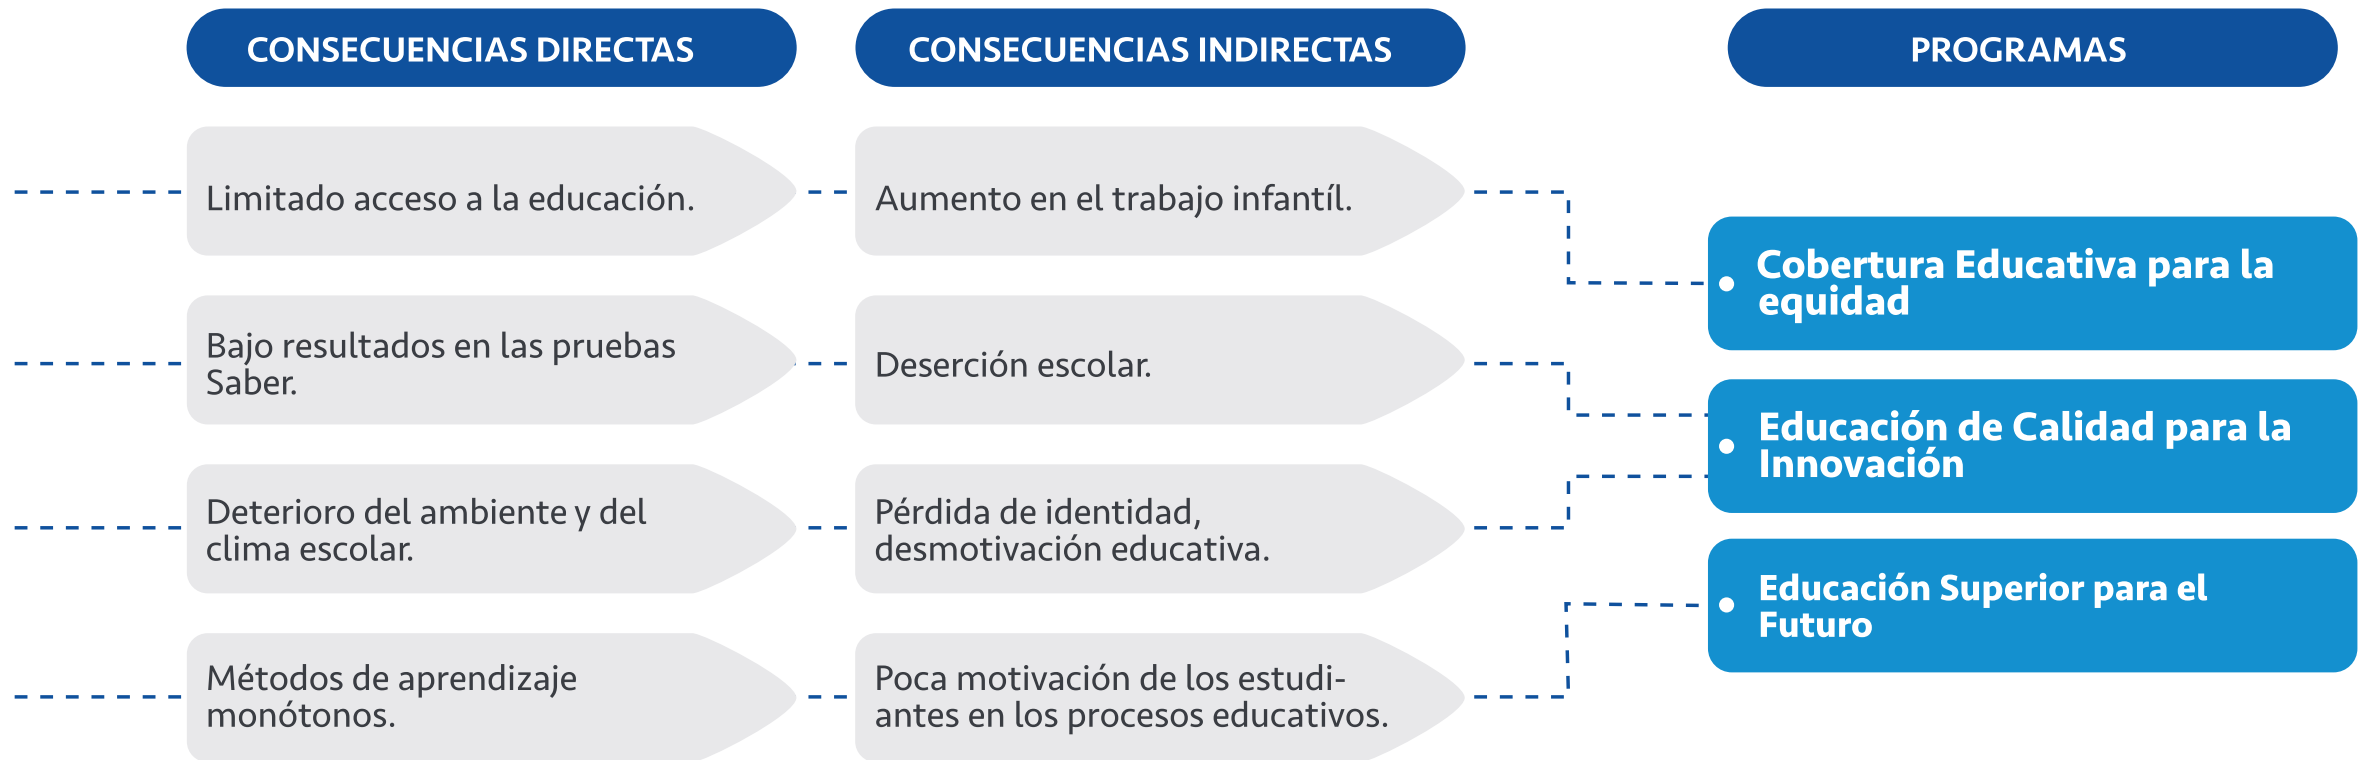 CONSECUENCIAS DIRECTAS
CONSECUENCIAS INDIRECTAS
PROGRAMAS
Limitado acceso a la educación.
Aumento en el trabajo infantíl.
Cobertura Educativa para la
equidad
Bajo resultados en las pruebas
Saber.
Deserción escolar.
Educación de Calidad para la
Innovación
Deterioro del ambiente y del
clima escolar.
Pérdida de identidad,
desmotivación educativa.
Educación Superior para el
Futuro
Métodos de aprendizaje
monótonos.
Poca motivación de los estudi-
antes en los procesos educativos.